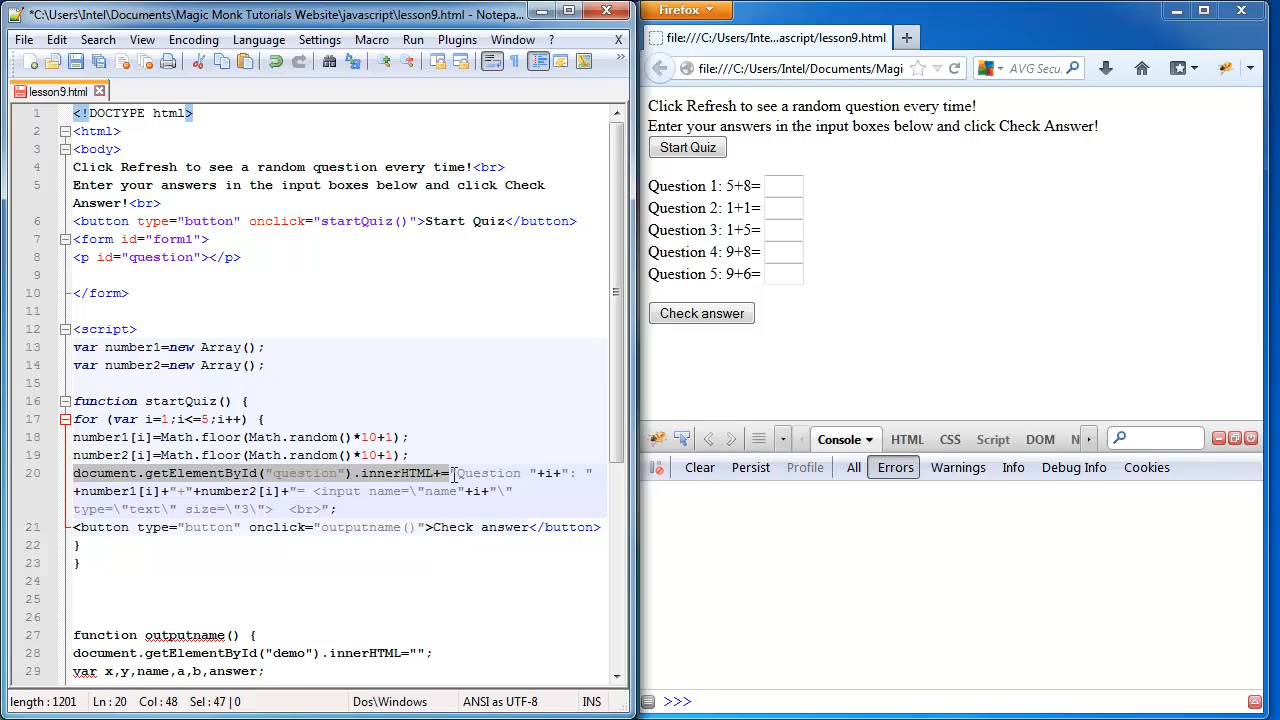 *C:\Users\Intel\Documents\Magic Monk Tutorials Website\javascript\lesson9.html - Notepa...
File Edit Search View Encoding Language Settings Macro Run Plugins Window ? X
lesson9.html
1 <!DOCTYPE html>
2 <html>
3 <body>
4 Click Refresh to see a random question every time!<br>
5 Enter your answers in the input boxes below and click Check
Answer!<br>
6 <button type="button" onclick="startQuiz()">Start Quiz</button>
7 <form id="form1">
8 <p id="question"></p>
9
10 </form>
11
12 <script>
13 var number1=new Array();
14 var number2=new Array();
15
16 function startQuiz() {
17 for (var i=1;i<=5;i++) {
18 number1[i]=Math.floor(Math.random()*10+1);
19 number2[i]=Math.floor(Math.random()*10+1);
20 document.getElementById("question").innerHTML+="Question "+i+": "
+number1[i]+"+"+number2[i]+"= <input name=\"name"+i+"\"
type=\"text\" size=\"3\">  <br>";
21 <button type="button" onclick="outputname()">Check answer</button>
22 }
23 }
24
25
26
27 function outputname() {
28 document.getElementById("demo").innerHTML="";
29 var x,y,name,a,b,answer;
length : 1201 Ln : 20 Col : 48 Sel : 47 | 0 Dos\Windows ANSI as UTF-8 INS
Firefox
file:///C:/Users/Inte...ascript/lesson9.html
file:///C:/Users/Intel/Documents/Magi AVG Secu
Click Refresh to see a random question every time!
Enter your answers in the input boxes below and click Check Answer!
Start Quiz
Question 1: 5+8=
Question 2: 1+1=
Question 3: 1+5=
Question 4: 9+8=
Question 5: 9+6=
Check answer
Console HTML CSS Script DOM N
Clear Persist Profile All Errors Warnings Info Debug Info Cookies
>>>